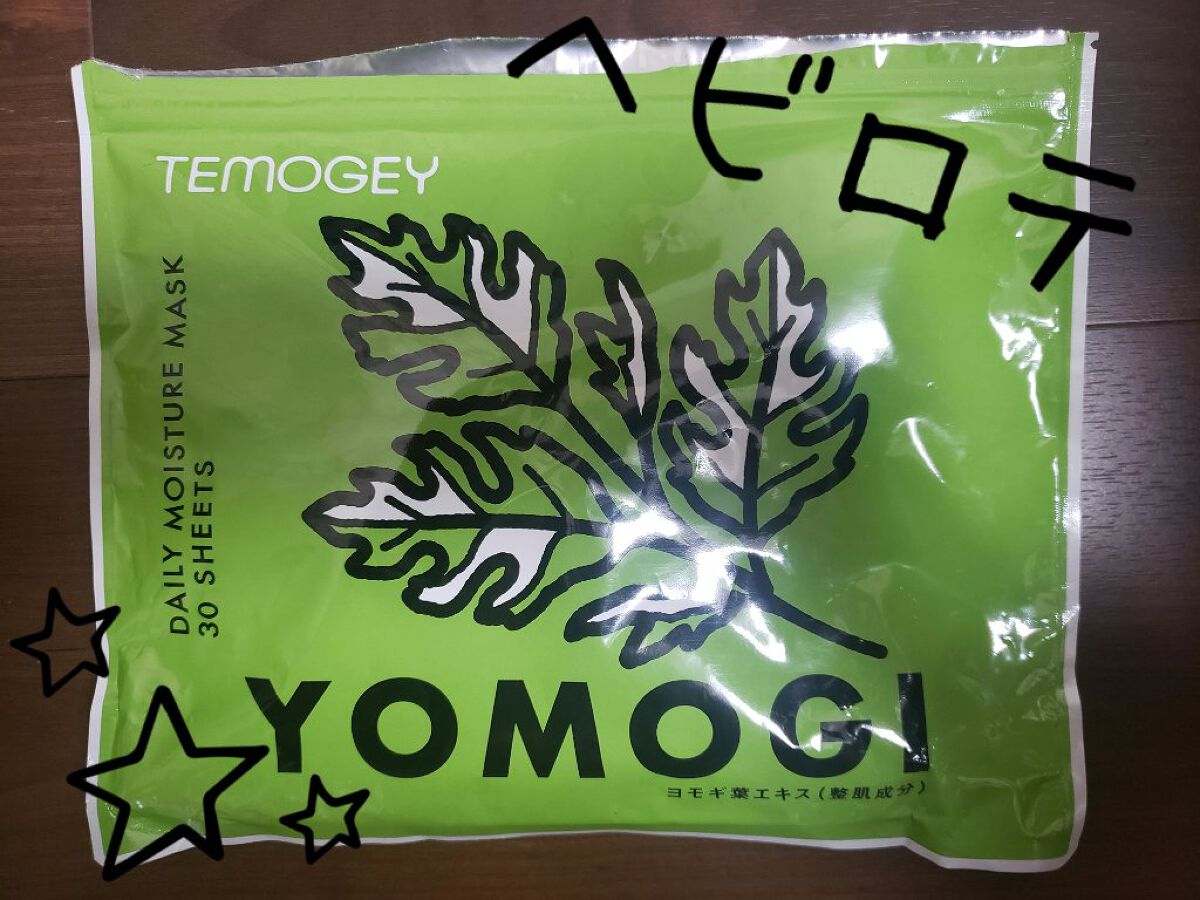 ヘビロテ
TEMOGEY
DAILY MOISTURE MASK
30 SHEETS
YOMOGI
ヨモギ葉エキス(整肌成分)